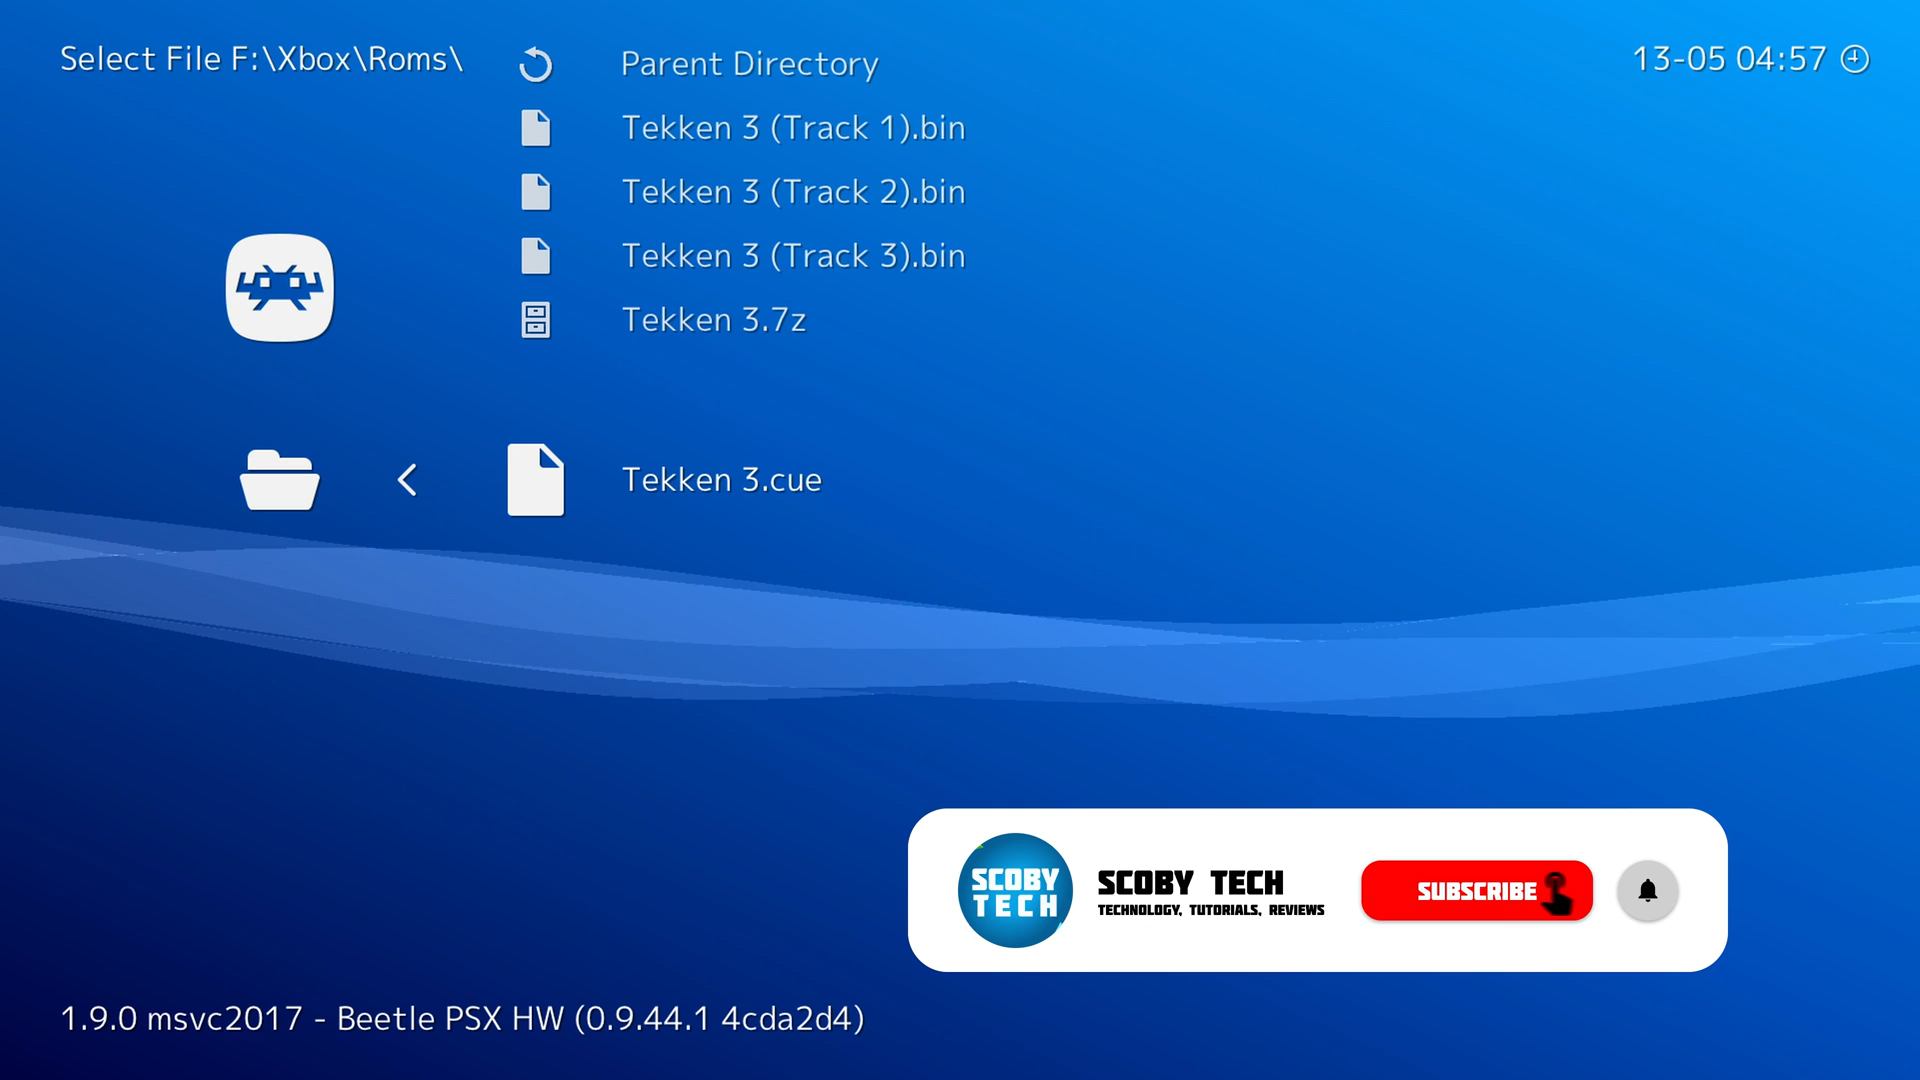 Select File F:\Xbox\Roms\
13-05 04:57
Parent Directory
Tekken 3 (Track 1).bin
Tekken 3 (Track 2).bin
Tekken 3 (Track 3).bin
Tekken 3.7z
Tekken 3.cue
SCOBY
TECH
SCOBY TECH
TECHNOLOGY, TUTORIALS, REVIEWS
SUBSCRIBE
1.9.0 msvc2017 - Beetle PSX HW (0.9.44.1 4cda2d4)